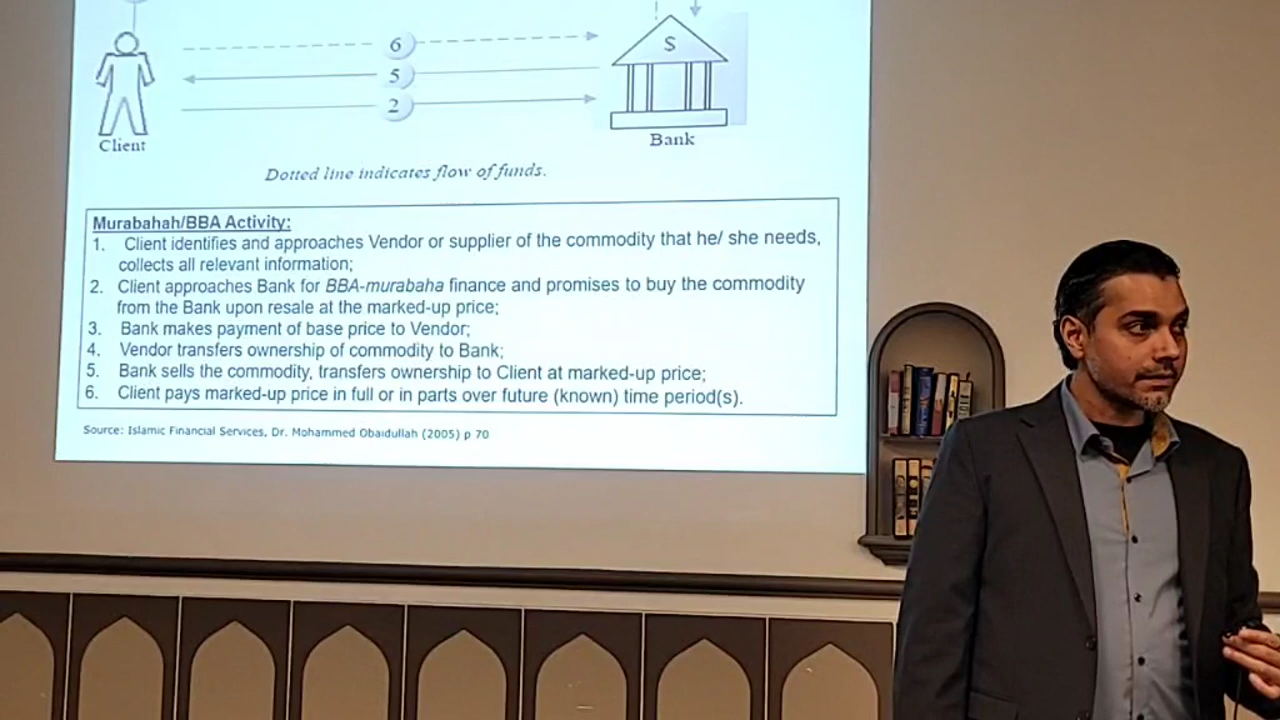 6
$
5
2
Client
Bank
Dotted line indicates flow of funds.
Murabahah/BBA Activity:
1. Client identifies and approaches Vendor or supplier of the commodity that he/ she needs,
collects all relevant information;
2. Client approaches Bank for BBA-murabaha finance and promises to buy the commodity
from the Bank upon resale at the marked-up price;
3. Bank makes payment of base price to Vendor;
4. Vendor transfers ownership of commodity to Bank;
5. Bank sells the commodity, transfers ownership to Client at marked-up price;
6. Client pays marked-up price in full or in parts over future (known) time period(s).
Source: Islamic Financial Services, Dr. Mohammed Obaidullah (2005) p 70